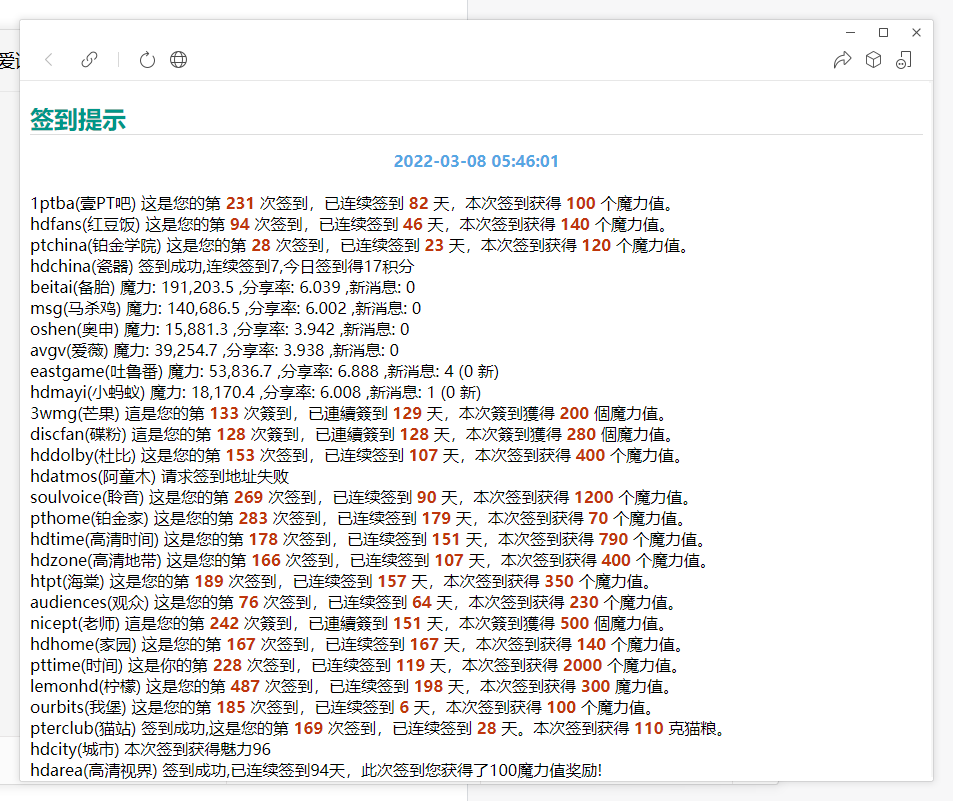 爱
签到提示
2022-03-08 05:46:01
1ptba(壹PT吧) 这是您的第 231 次签到，已连续签到 82 天，本次签到获得 100 个魔力值。
hdfans(红豆饭) 这是您的第 94 次签到，已连续签到 46 天，本次签到获得 140 个魔力值。
ptchina(铂金学院) 这是您的第 28 次签到，已连续签到 23 天，本次签到获得 120 个魔力值。
hdchina(瓷器) 签到成功,连续签到7,今日签到得17积分
beitai(备胎) 魔力: 191,203.5 ,分享率: 6.039 ,新消息: 0
msg(马杀鸡) 魔力: 140,686.5 ,分享率: 6.002 ,新消息: 0
oshen(奥申) 魔力: 15,881.3 ,分享率: 3.942 ,新消息: 0
avgv(爱薇) 魔力: 39,254.7 ,分享率: 3.938 ,新消息: 0
eastgame(吐鲁番) 魔力: 53,836.7 ,分享率: 6.888 ,新消息: 4 (0 新)
hdmayi(小蚂蚁) 魔力: 18,170.4 ,分享率: 6.008 ,新消息: 1 (0 新)
3wmg(芒果) 這是您的第 133 次簽到，已連續簽到 129 天，本次簽到獲得 200 個魔力值。
discfan(碟粉) 這是您的第 128 次簽到，已連續簽到 128 天，本次簽到獲得 280 個魔力值。
hddolby(杜比) 这是您的第 153 次签到，已连续签到 107 天，本次签到获得 400 个魔力值。
hdatmos(阿童木) 请求签到地址失败
soulvoice(聆音) 这是您的第 269 次签到，已连续签到 90 天，本次签到获得 1200 个魔力值。
pthome(铂金家) 这是您的第 283 次签到，已连续签到 179 天，本次签到获得 70 个魔力值。
hdtime(高清时间) 这是您的第 178 次签到，已连续签到 151 天，本次签到获得 790 个魔力值。
hdzone(高清地带) 这是您的第 166 次签到，已连续签到 107 天，本次签到获得 400 个魔力值。
htpt(海棠) 这是您的第 189 次签到，已连续签到 157 天，本次签到获得 350 个魔力值。
audiences(观众) 这是您的第 76 次签到，已连续签到 64 天，本次签到获得 230 个魔力值。
nicept(老师) 這是您的第 242 次簽到，已連續簽到 151 天，本次簽到獲得 500 個魔力值。
hdhome(家园) 这是您的第 167 次签到，已连续签到 167 天，本次签到获得 140 个魔力值。
pttime(时间) 这是你的第 228 次签到，已连续签到 119 天，本次签到获得 2000 个魔力值。
lemonhd(柠檬) 这是您的第 487 次签到，已连续签到 198 天，本次签到获得 300 魔力值。
ourbits(我堡) 这是您的第 185 次签到，已连续签到 6 天，本次签到获得 100 个魔力值。
pterclub(猫站) 签到成功,这是您的第 169 次签到，已连续签到 28 天。本次签到获得 110 克猫粮。
hdcity(城市) 本次签到获得魅力96
hdarea(高清视界) 签到成功,已连续签到94天，此次签到您获得了100魔力值奖励!